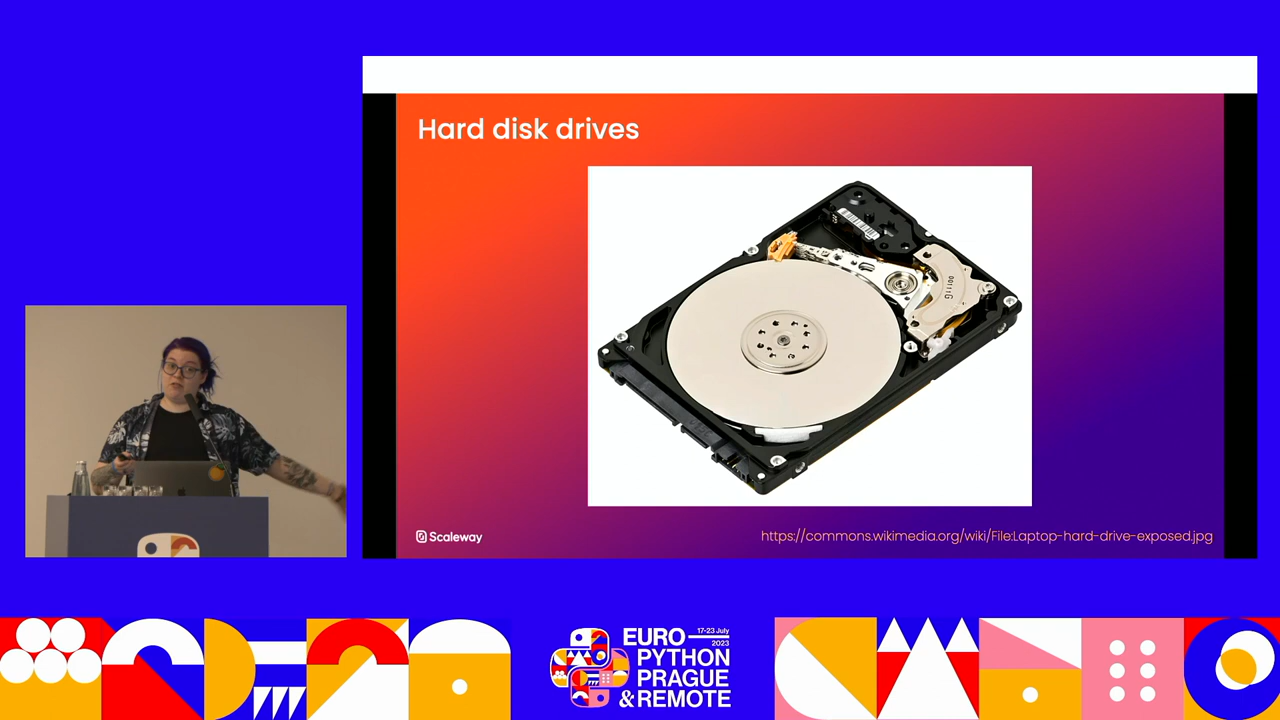 Hard disk drives
Scaleway
https://commons.wikimedia.org/wiki/File:Laptop-hard-drive-exposed.jpg
EURO
17-23 July
2023
PYTHON
PRAGUE
& REMOTE